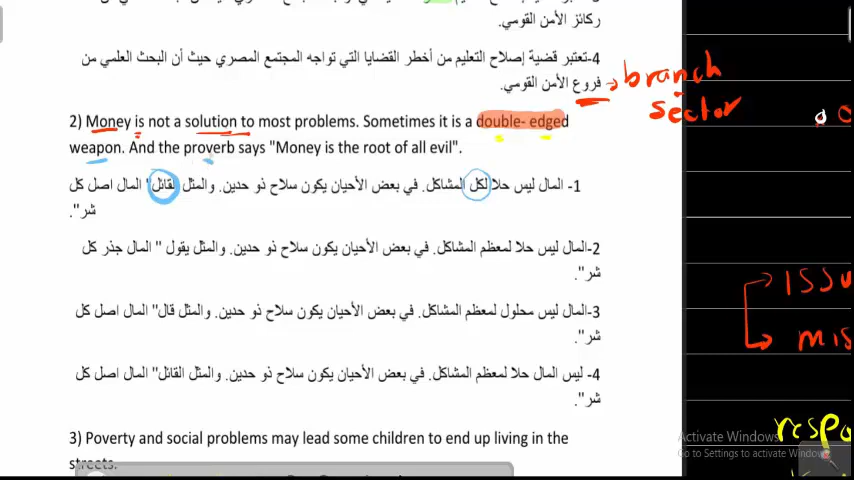 ركائز الأمن القومي.
4-تعتبر قضية إصلاح التعليم من أخطر القضايا التي تواجه المجتمع المصري حيث أن البحث العلمي من
فروع الأمن القومي.
branch
sector
2) Money is not a solution to most problems. Sometimes it is a double- edged
weapon. And the proverb says "Money is the root of all evil".
1- المال ليس حلا لكل المشاكل. في بعض الأحيان يكون سلاح ذو حدين. والمثل القائل" المال اصل كل
شر".
2-المال ليس حلا لمعظم المشاكل. في بعض الأحيان يكون سلاح ذو حدين. والمثل يقول " المال جذر كل
شر".
3-المال ليس محلول لمعظم المشاكل. في بعض الأحيان يكون سلاح ذو حدين. والمثل قال" المال اصل كل
شر".
4- ليس المال حلا لمعظم المشاكل. في بعض الأحيان يكون سلاح ذو حدين. والمثل القائل" المال اصل كل
شر".
3) Poverty and social problems may lead some children to end up living in the
streets.
issu
mis
respo
Activate Windows
Go to Settings to activate Windows.